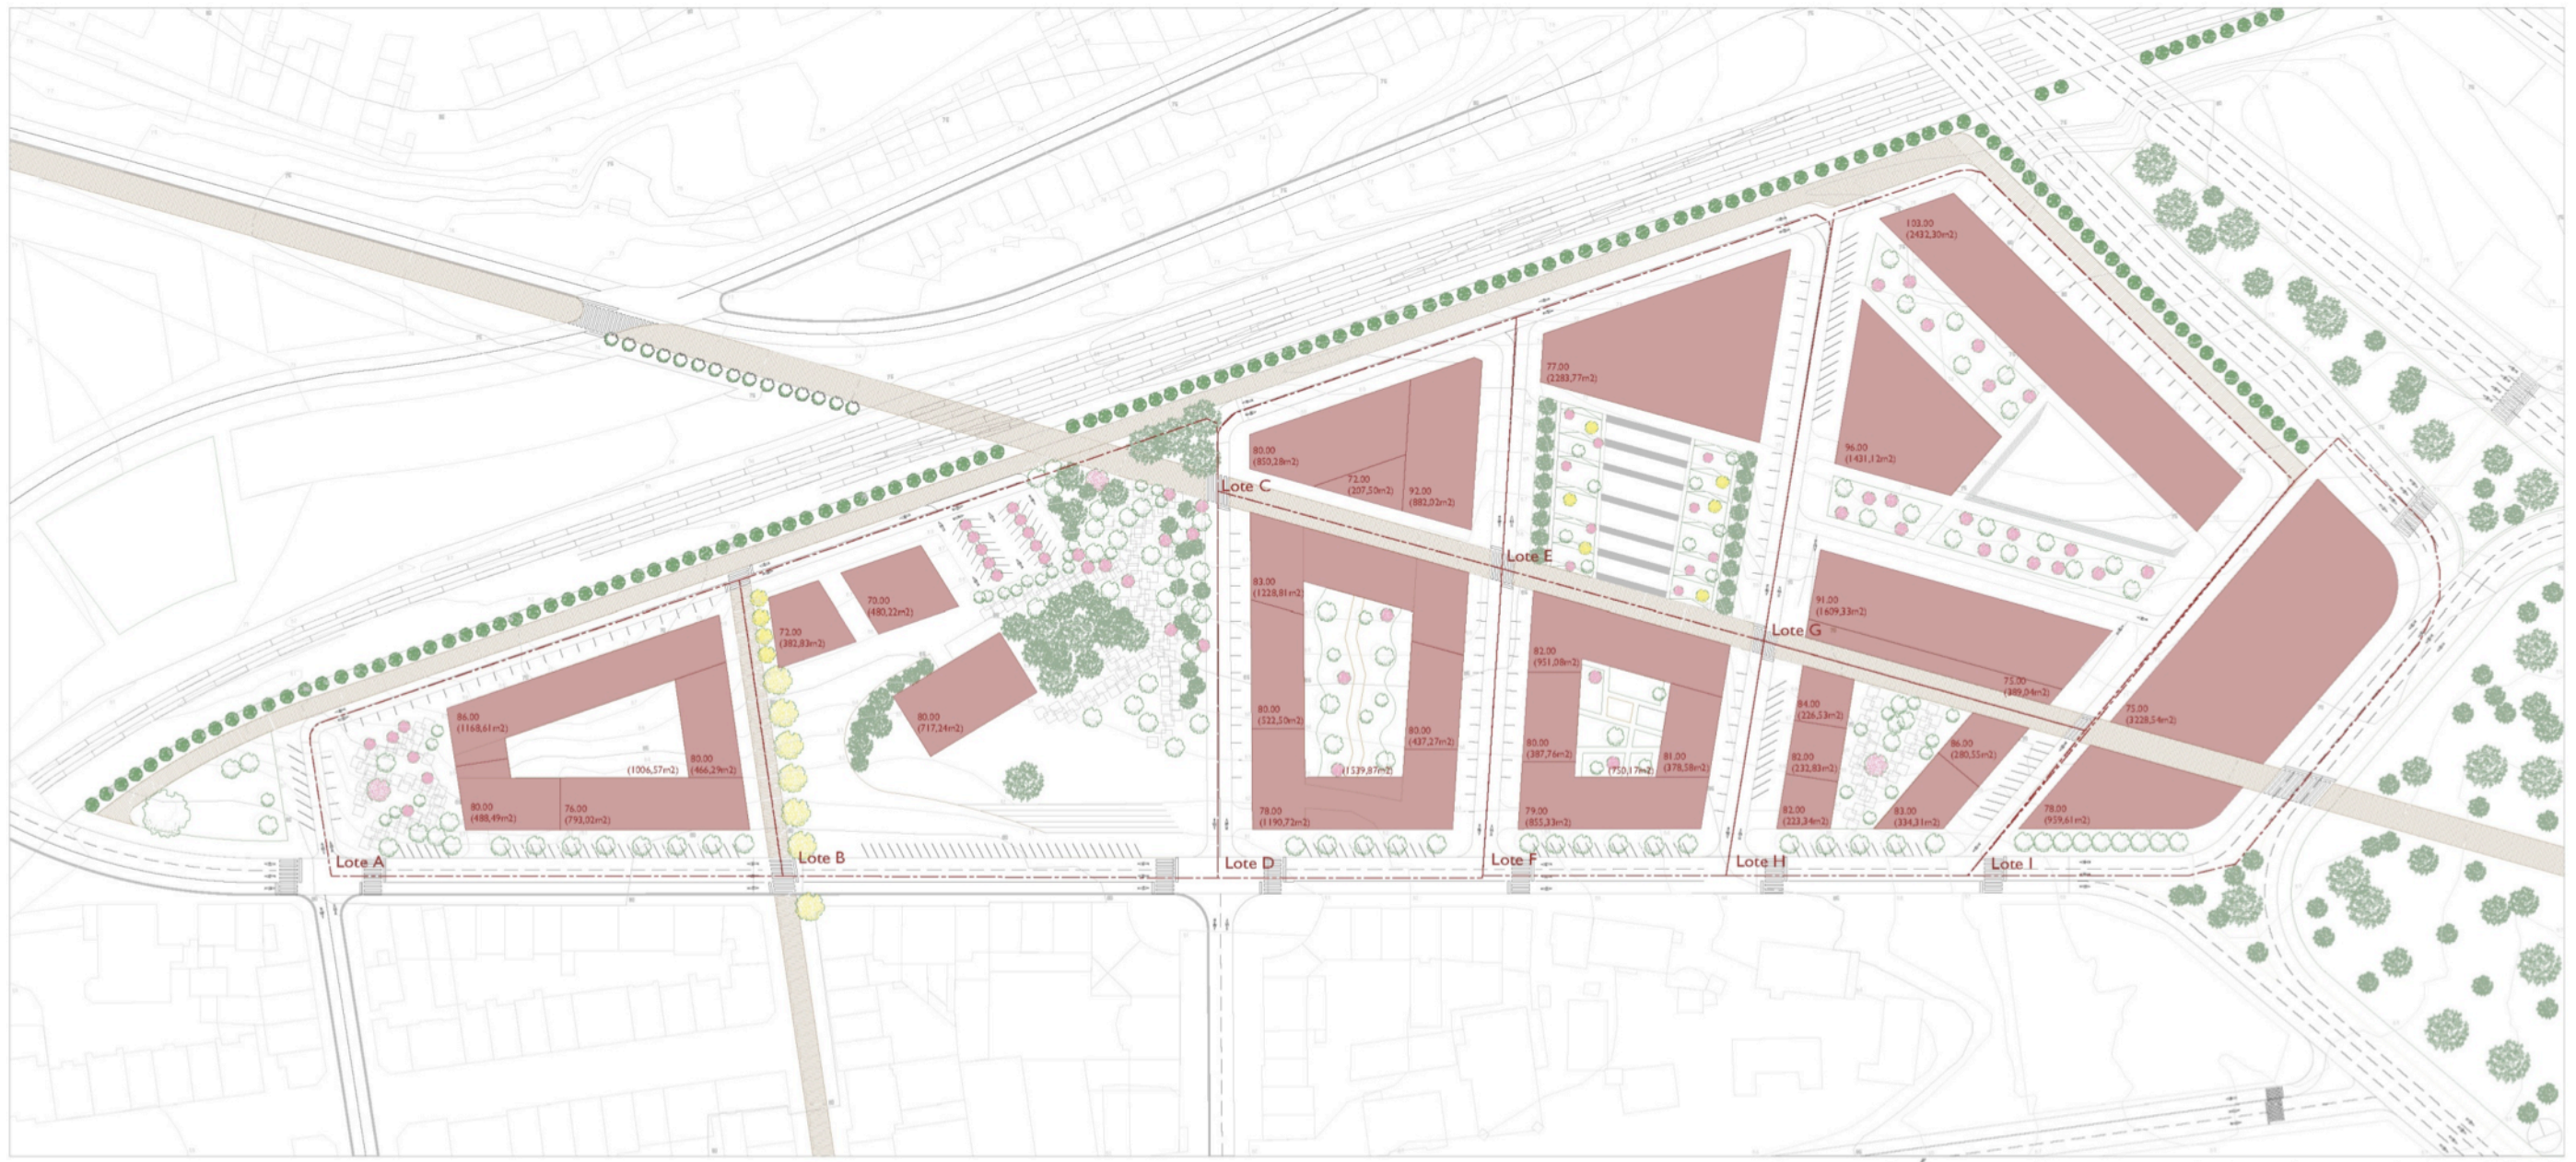 103.00
(2432,30m2)
77.00
(2283,77m2)
96.00
(1431,12m2)
80.00
(850,28m2)
72.00
(207,50m2)
92.00
(882,02m2)
Lote C
Lote E
83.00
(1228,81m2)
72.00
(382,83m2)
70.00
(480,22m2)
91.00
(1609,33m2)
Lote G
82.00
(951,08m2)
75.00
(389,04m2)
86.00
(1168,61m2)
80.00
(717,24m2)
80.00
(522,50m2)
80.00
(437,27m2)
84.00
(226,53m2)
75.00
(3228,54m2)
80.00
(466,29m2)
(1006,57m2)
(1539,87m2)
80.00
(387,76m2)
81.00
(378,58m2)
(750,17m2)
82.00
(232,83m2)
86.00
(280,55m2)
80.00
(488,49m2)
76.00
(793,02m2)
78.00
(1190,72m2)
79.00
(855,33m2)
82.00
(223,34m2)
83.00
(334,31m2)
78.00
(959,61m2)
Lote A
Lote B
Lote D
Lote F
Lote H
Lote I